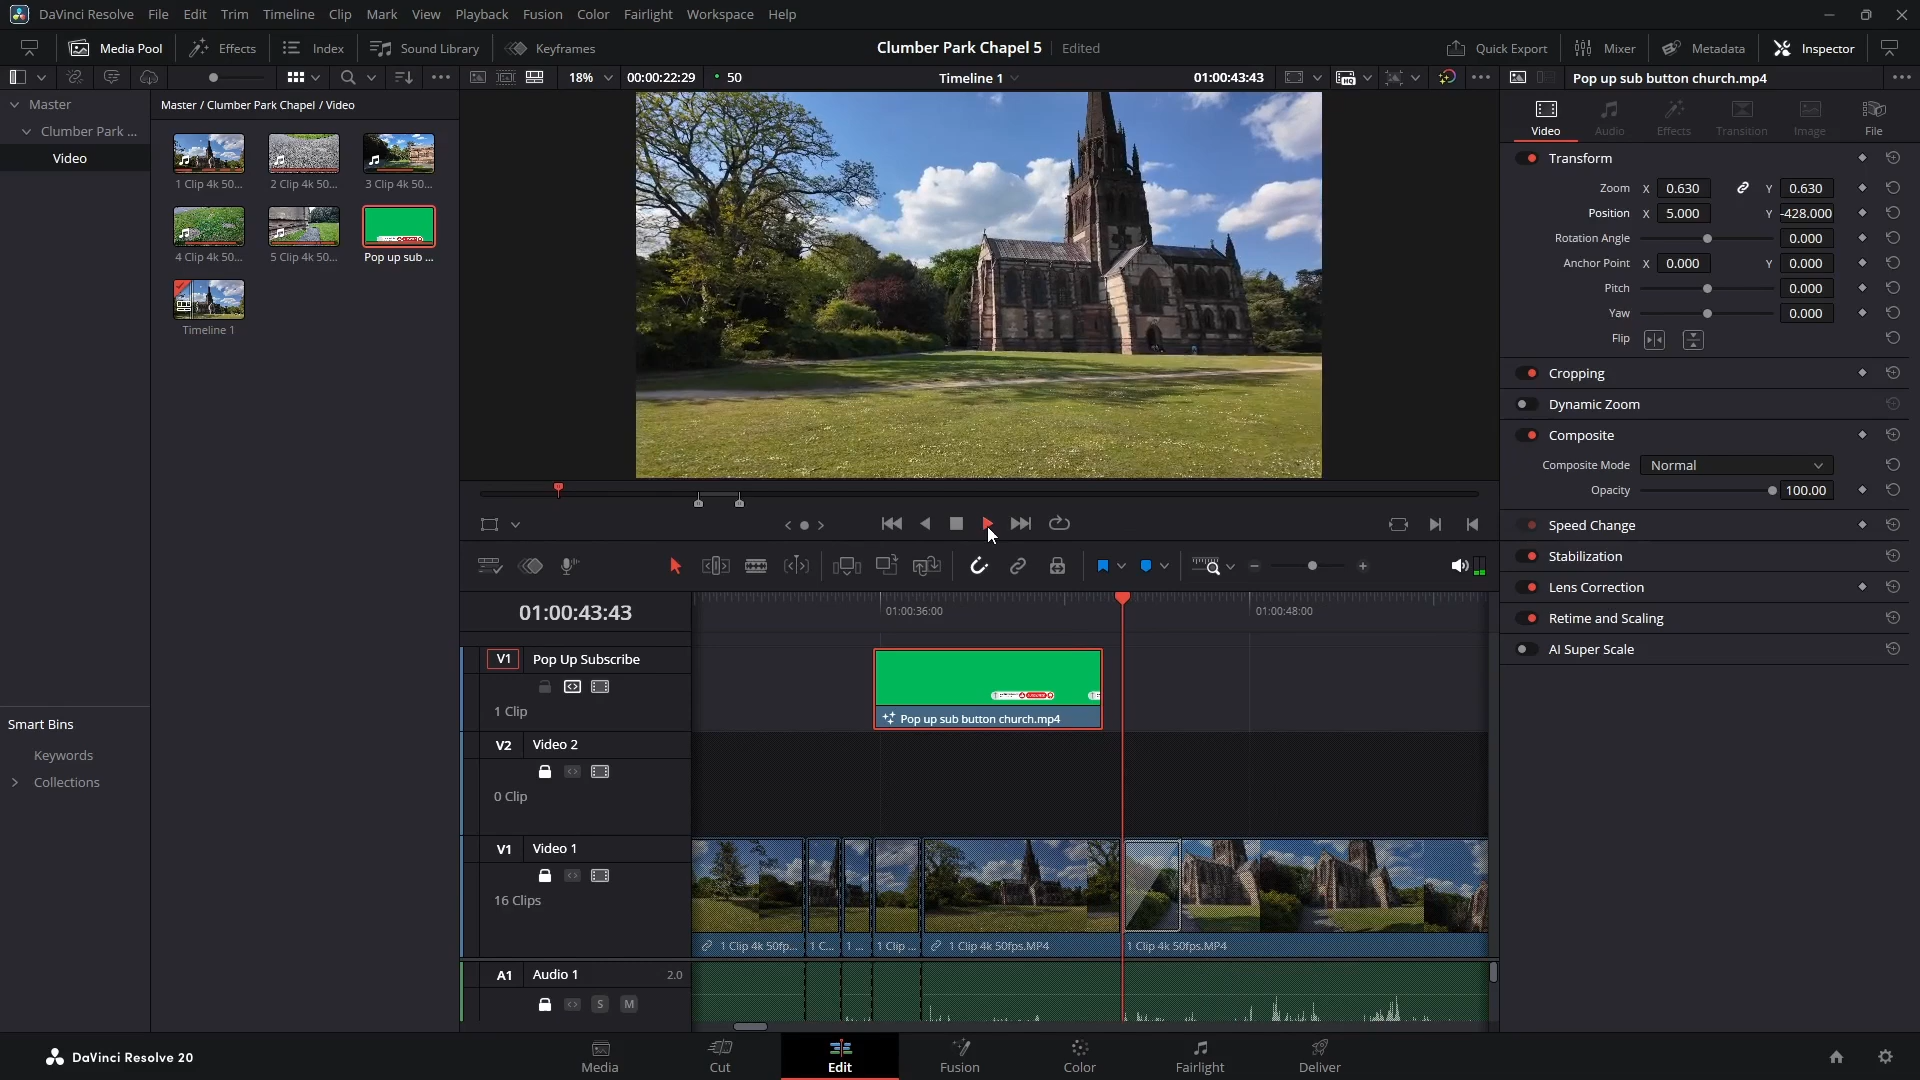 DaVinci Resolve File Edit Trim Timeline Clip Mark View Playback Fusion Color Fairlight Workspace Help
Media Pool Effects Index Sound Library Keyframes Clumber Park Chapel 5 Edited Quick Export Mixer Metadata Inspector
18% 00:00:22:29 50 Timeline 1 01:00:43:43 Pop up sub button church.mp4
Master
Clumber Park ...
Video
Master / Clumber Park Chapel / Video
1 Clip 4k 50... 2 Clip 4k 50... 3 Clip 4k 50...
4 Clip 4k 50... 5 Clip 4k 50... Pop up sub ...
Timeline 1
Video Audio Effects Transition Image File
Transform
Zoom X 0.630 Y 0.630
Position X 5.000 Y -428.000
Rotation Angle 0.000
Anchor Point X 0.000 Y 0.000
Pitch 0.000
Yaw 0.000
Flip
Cropping
Dynamic Zoom
Composite
Composite Mode Normal
Opacity 100.00
Speed Change
Stabilization
Lens Correction
Retime and Scaling
AI Super Scale
01:00:43:43
01:00:36:00 01:00:48:00
V1 Pop Up Subscribe
1 Clip
Pop up sub button church.mp4
V2 Video 2
0 Clip
V1 Video 1
16 Clips
1 Clip 4k 50fp... 1 C... 1 ... 1 Clip ... 1 Clip 4k 50fps.MP4 1 Clip 4k 50fps.MP4
A1 Audio 1 2.0
S M
Smart Bins
Keywords
Collections
DaVinci Resolve 20
Media Cut Edit Fusion Color Fairlight Deliver